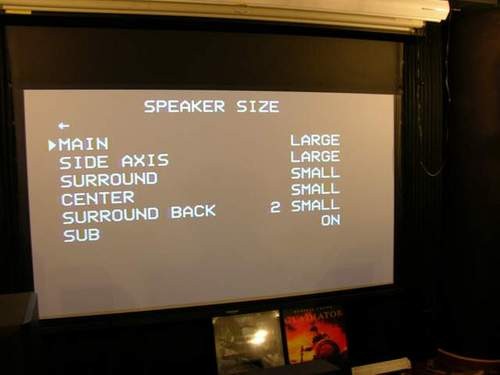 SPEAKER SIZE
←
MAIN LARGE
SIDE AXIS LARGE
SURROUND SMALL
CENTER SMALL
SURROUND BACK 2 SMALL
SUB ON
GLADIATOR